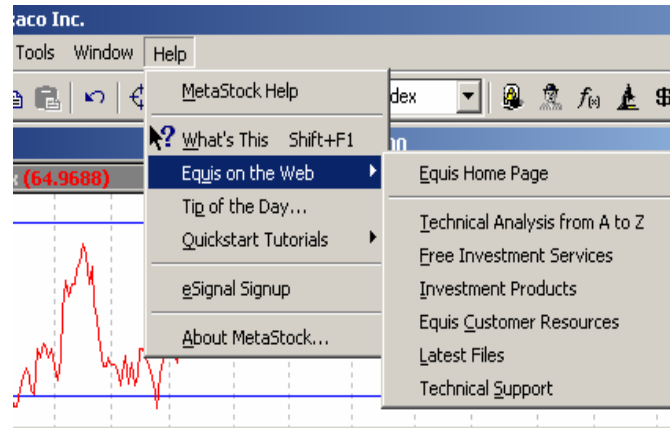 caco Inc.
Tools Window Help
MetaStock Help
dex
f(x)
$
What's This Shift+F1
Equis on the Web
Equis Home Page
(64.9688)
Tip of the Day...
Technical Analysis from A to Z
Quickstart Tutorials
Free Investment Services
eSignal Signup
Investment Products
Equis Customer Resources
About MetaStock...
Latest Files
Technical Support